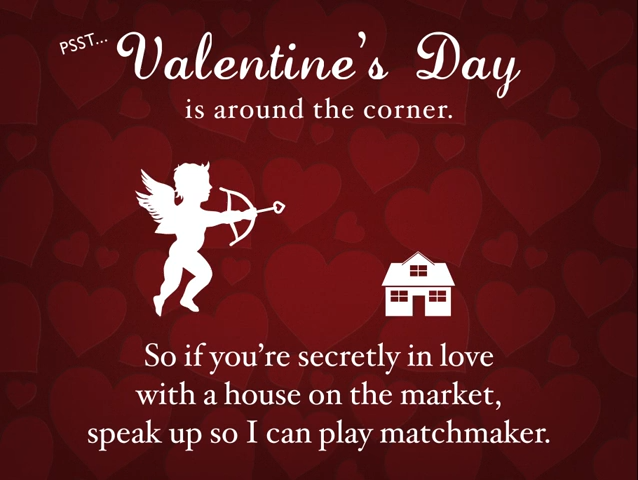 PSST...
Valentine's Day
is around the corner.
So if you're secretly in love
with a house on the market,
speak up so I can play matchmaker.